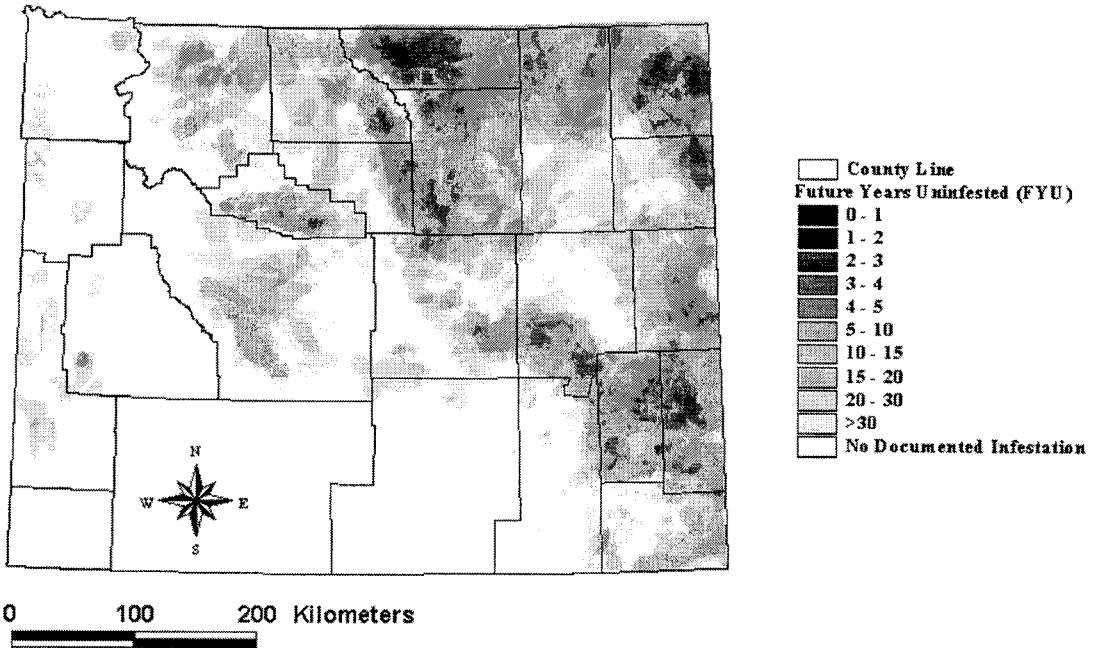 County Line
Future Years Uninfested (FYU)
0 - 1
1 - 2
2 - 3
3 - 4
4 - 5
5 - 10
10 - 15
15 - 20
20 - 30
>30
No Documented Infestation
N
W E
S
0 100 200 Kilometers